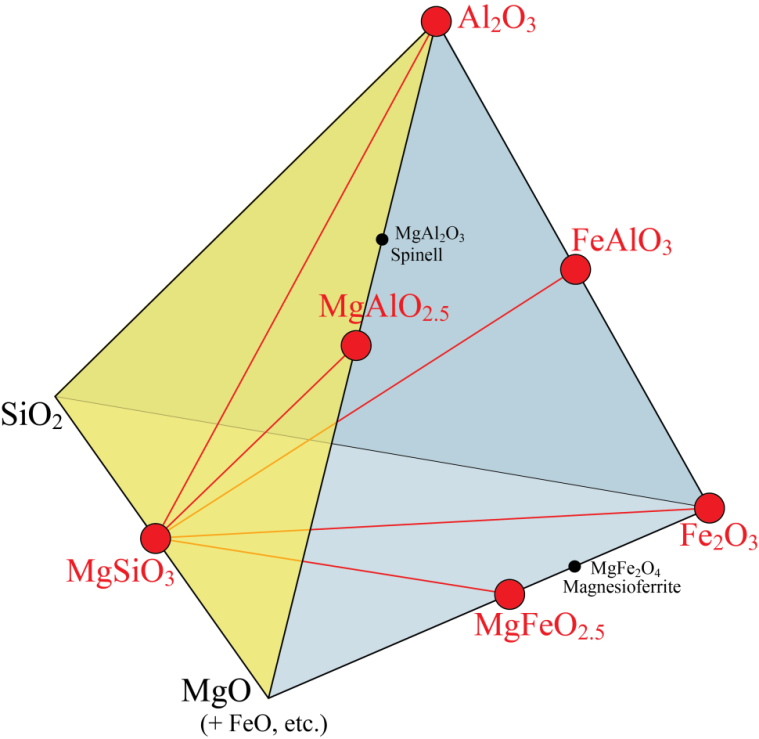 Al₂O₃
FeAlO₃
MgAl₂O₃
Spinell
MgAlO₂.₅
SiO₂
Fe₂O₃
MgSiO₃
MgFe₂O₄
Magnesioferrite
MgFeO₂.₅
MgO
(+ FeO, etc.)